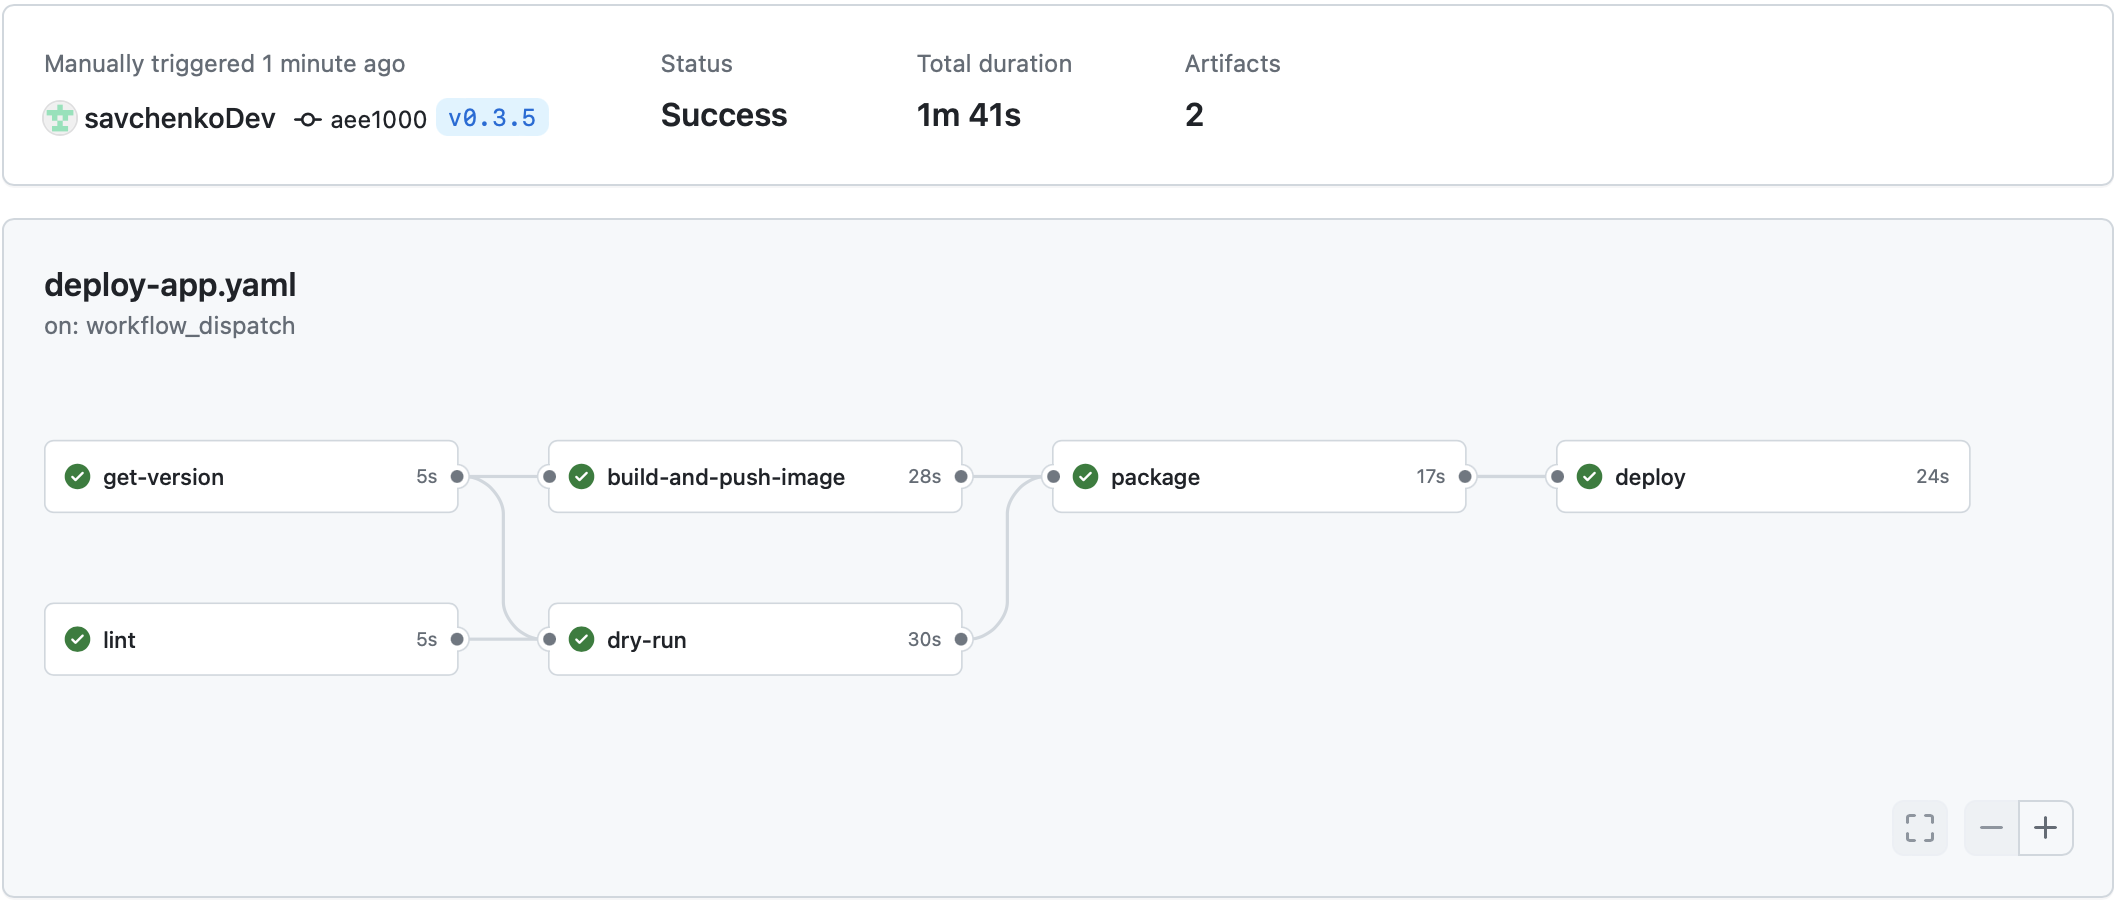 Manually triggered 1 minute ago
savchenkoDev aee1000 v0.3.5
Status
Success
Total duration
1m 41s
Artifacts
2
deploy-app.yaml
on: workflow_dispatch
get-version 5s
build-and-push-image 28s
package 17s
deploy 24s
lint 5s
dry-run 30s